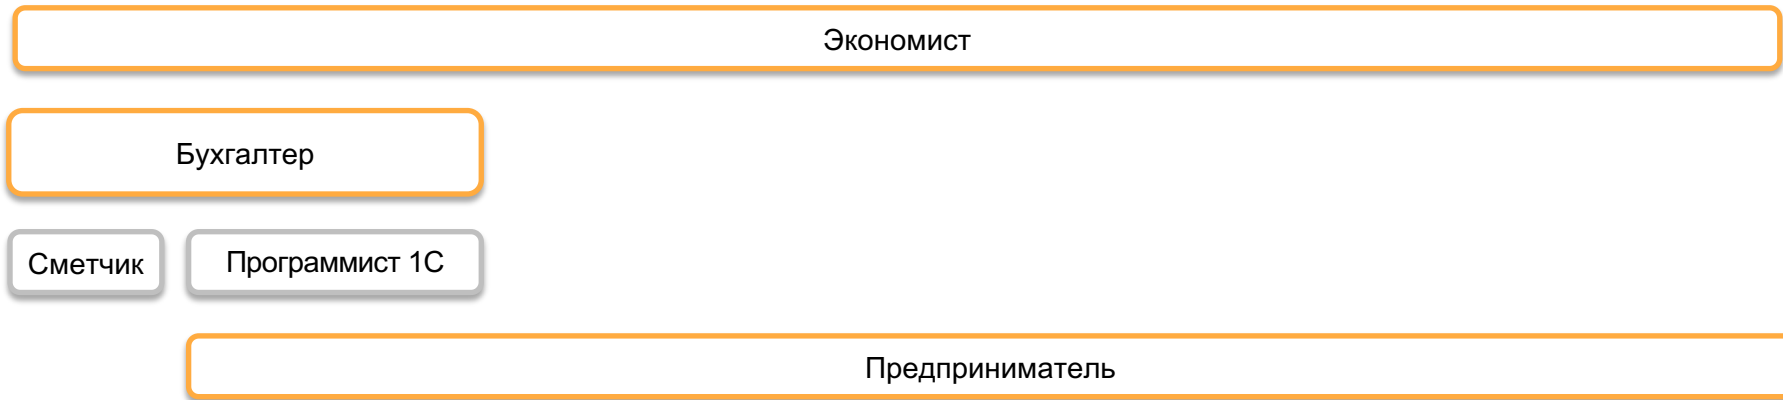 Экономист
Бухгалтер
Сметчик
Программист 1С
Предприниматель